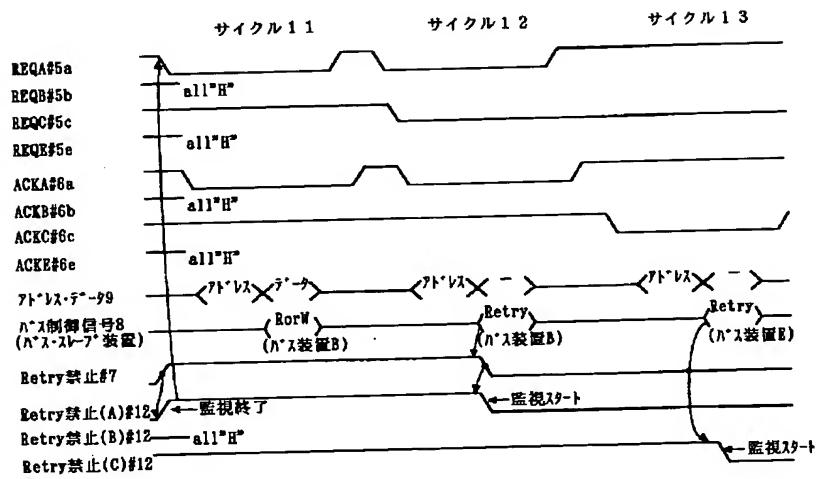 サイクル11 サイクル12 サイクル13
REQA#5a
REQB#5b all"H"
REQC#5c
REQE#5e all"H"
ACKA#6a
ACKB#6b all"H"
ACKC#6c
ACKE#6e all"H"
アドレス・データ9 アドレス データ アドレス ー アドレス ー
バス制御信号8 RorW Retry Retry
(バス・スレーブ装置) (バス装置B) (バス装置B) (バス装置E)
Retry禁止#7
Retry禁止(A)#12 監視終了 監視スタート
Retry禁止(B)#12 all"H"
Retry禁止(C)#12 監視スタート